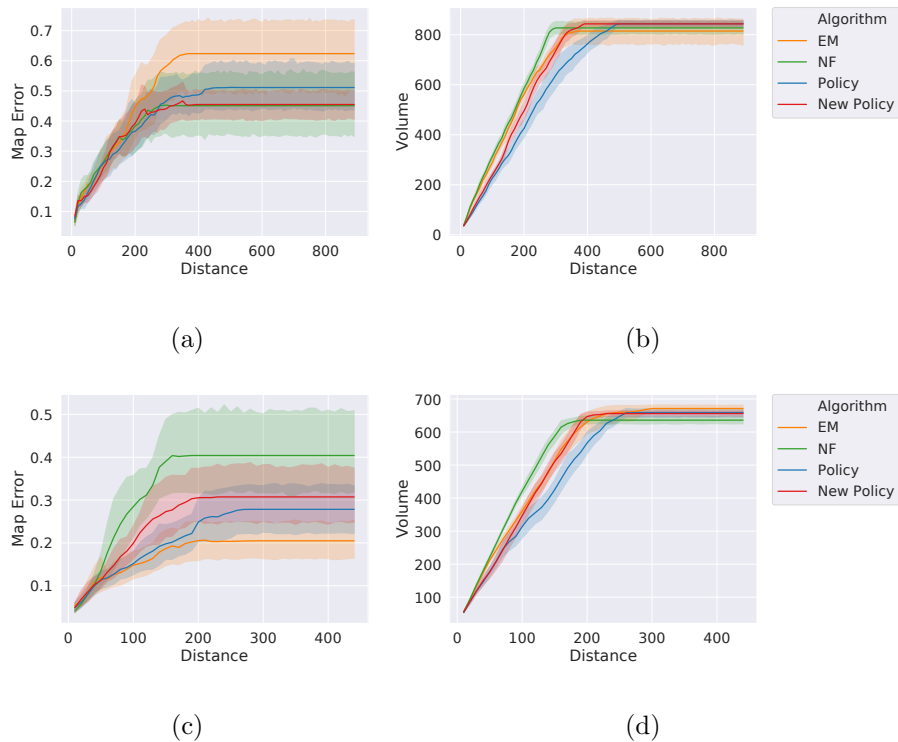 0.7
0.6
0.5
0.4
0.3
0.2
0.1
Map Error
0 200 400 600 800
Distance
(a)
800
600
400
200
0
Volume
0 200 400 600 800
Distance
(b)
Algorithm
EM
NF
Policy
New Policy
0.5
0.4
0.3
0.2
0.1
Map Error
0 100 200 300 400
Distance
(c)
700
600
500
400
300
200
100
Volume
0 100 200 300 400
Distance
(d)
Algorithm
EM
NF
Policy
New Policy